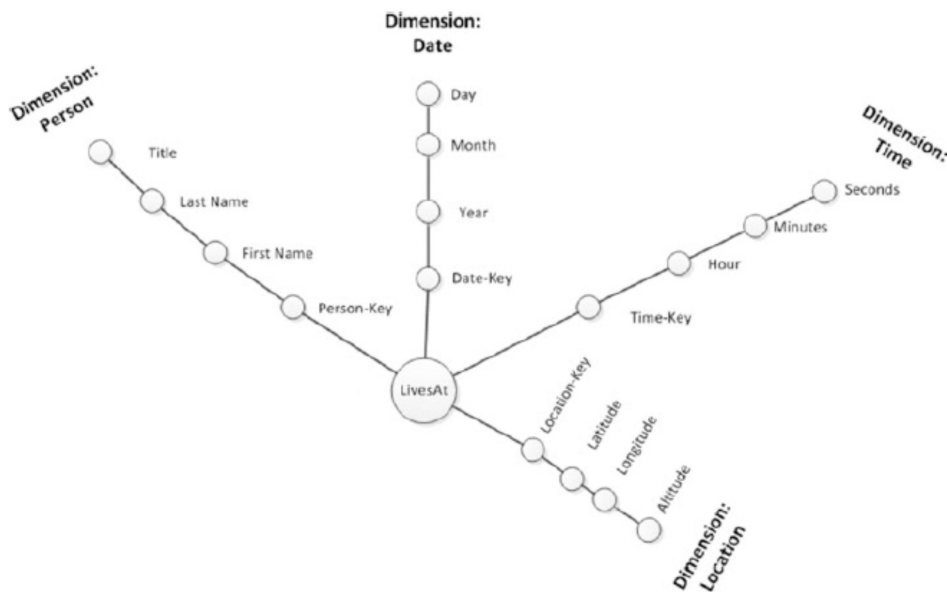 Dimension:
Date
Day
Month
Year
Date-Key
Dimension:
Person
Title
Last Name
First Name
Person-Key
Dimension:
Time
Seconds
Minutes
Hour
Time-Key
LivesAt
Location-Key
Latitude
Longitude
Altitude
Dimension:
Location